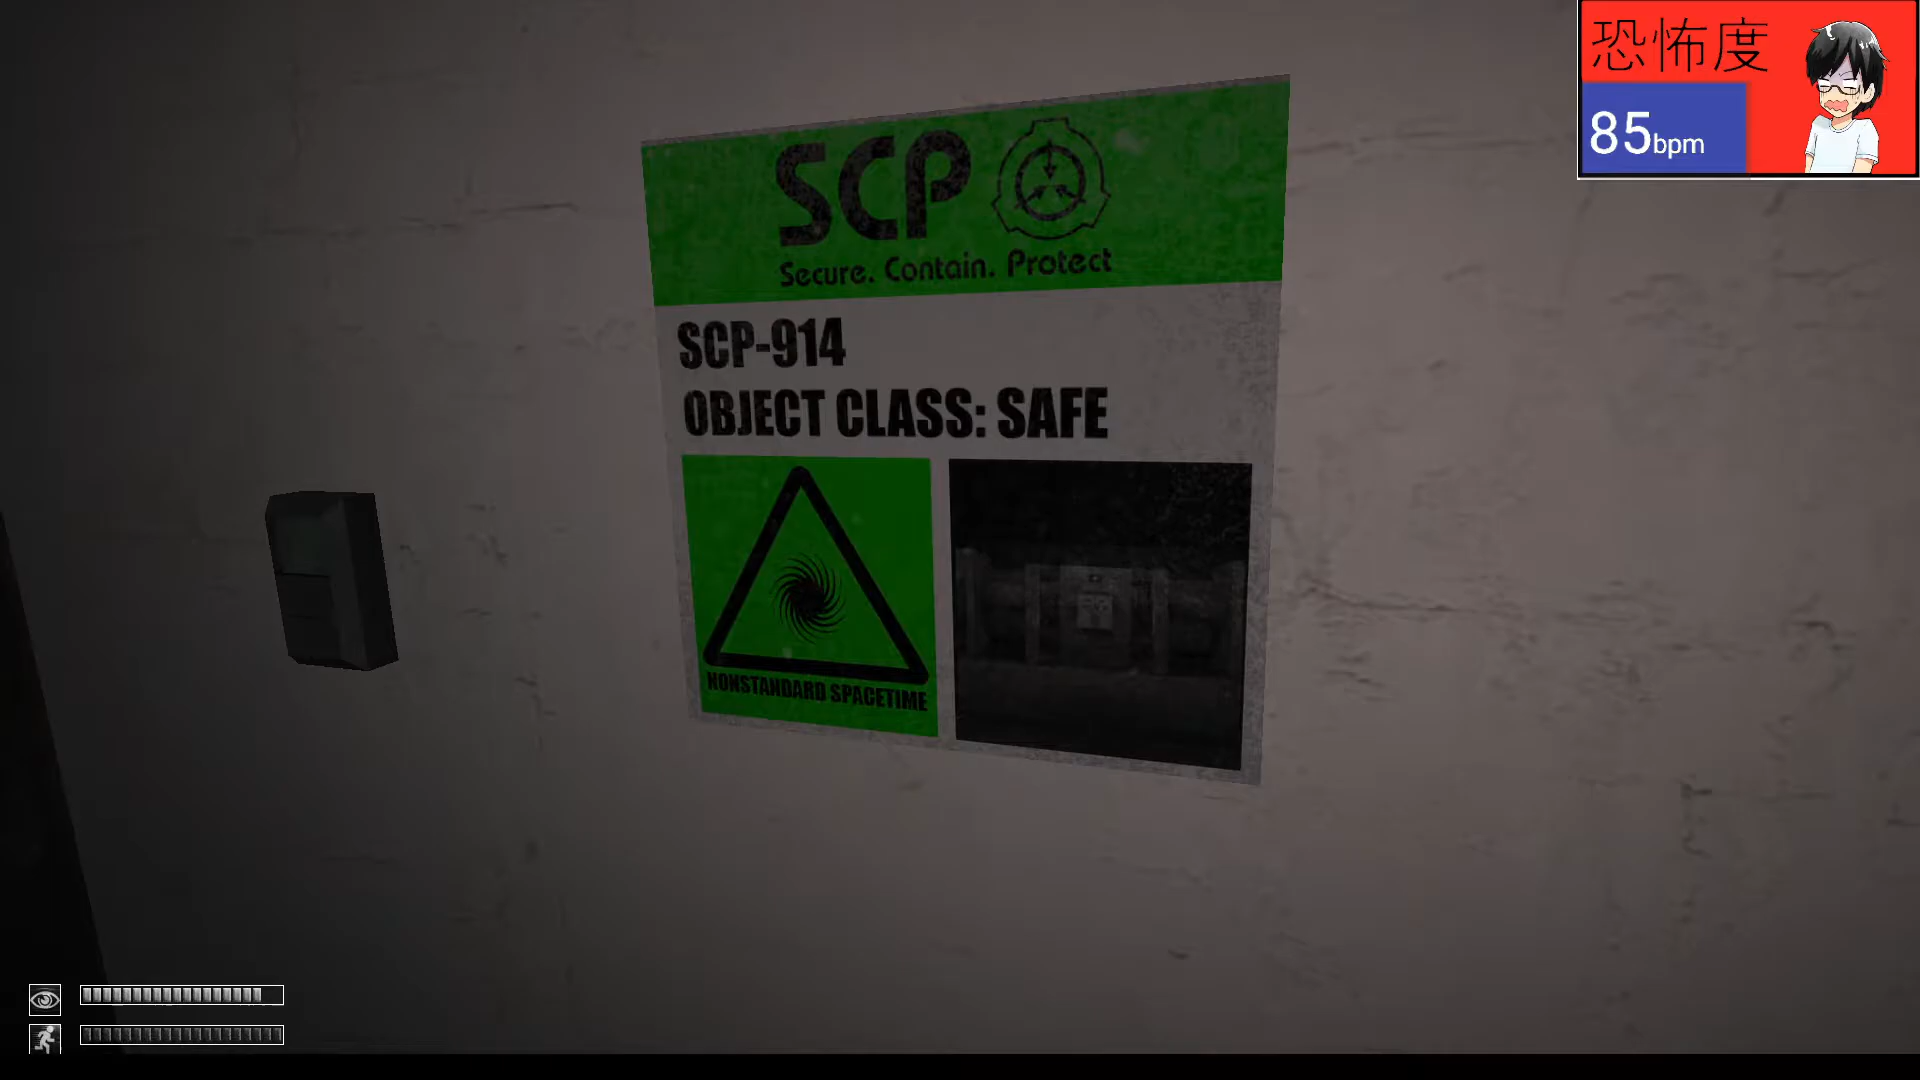 SCP
Secure. Contain. Protect
SCP-914
OBJECT CLASS: SAFE
NONSTANDARD SPACETIME
恐怖度
85bpm